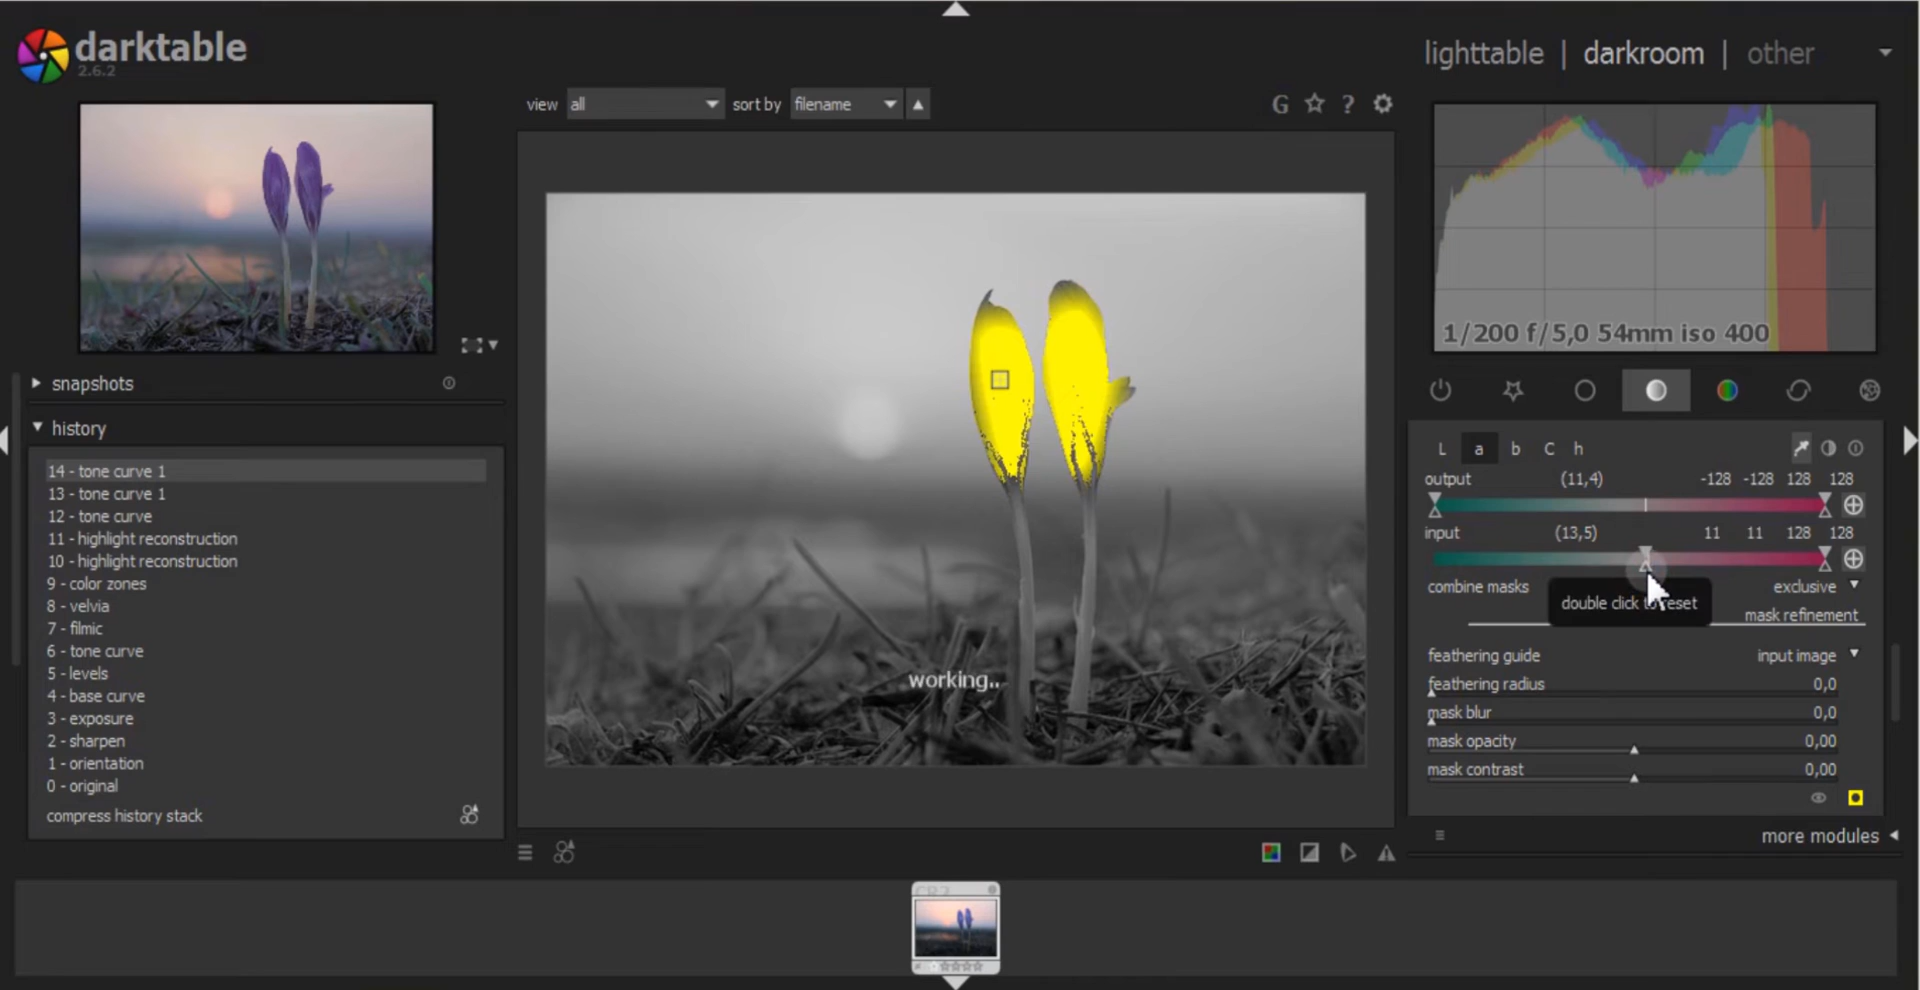 darktable
2.6.2
lighttable | darkroom | other
view all sort by filename
G ?
1/200 f/5,0 54mm iso 400
snapshots
history
14 - tone curve 1
13 - tone curve 1
12 - tone curve
11 - highlight reconstruction
10 - highlight reconstruction
9 - color zones
8 - velvia
7 - filmic
6 - tone curve
5 - levels
4 - base curve
3 - exposure
2 - sharpen
1 - orientation
0 - original
compress history stack
working..
L a b C h
output (11,4) -128 -128 128 128
input (13,5) 11 11 128 128
combine masks exclusive
double click to reset
mask refinement
feathering guide input image
feathering radius 0,0
mask blur 0,0
mask opacity 0,00
mask contrast 0,00
more modules
CR2